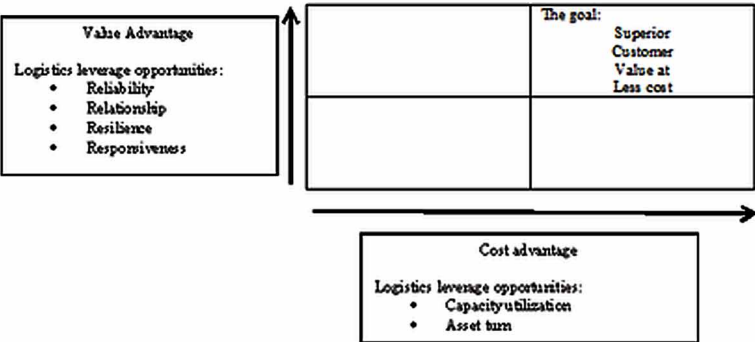 Value Advantage
Logistics leverage opportunities:
• Reliability
• Relationship
• Resilience
• Responsiveness
The goal:
Superior
Customer
Value at
Less cost
Cost advantage
Logistics leverage opportunities:
• Capacity utilization
• Asset turn